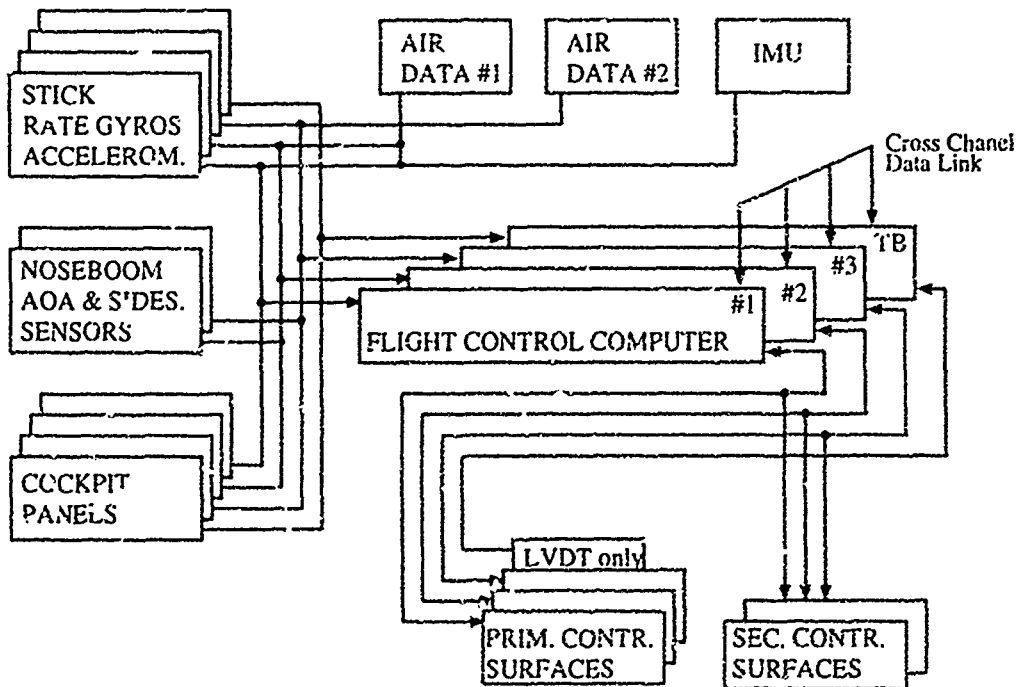 AIR
DATA #1
AIR
DATA #2
IMU
STICK
RATE GYROS
ACCELEROM.
Cross Chanel
Data Link
NOSEBOOM
AOA & S'DES.
SENSORS
TB
#3
#2
#1
FLIGHT CONTROL COMPUTER
COCKPIT
PANELS
LVDT only
PRIM. CONTR.
SURFACES
SEC. CONTR.
SURFACES